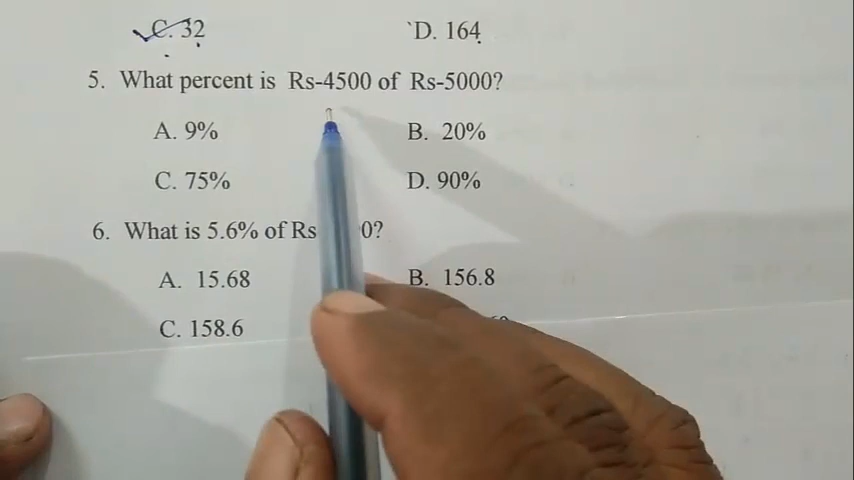 C. 32 D. 164
5. What percent is Rs-4500 of Rs-5000?
A. 9% B. 20%
C. 75% D. 90%
6. What is 5.6% of Rs 0?
A. 15.68 B. 156.8
C. 158.6